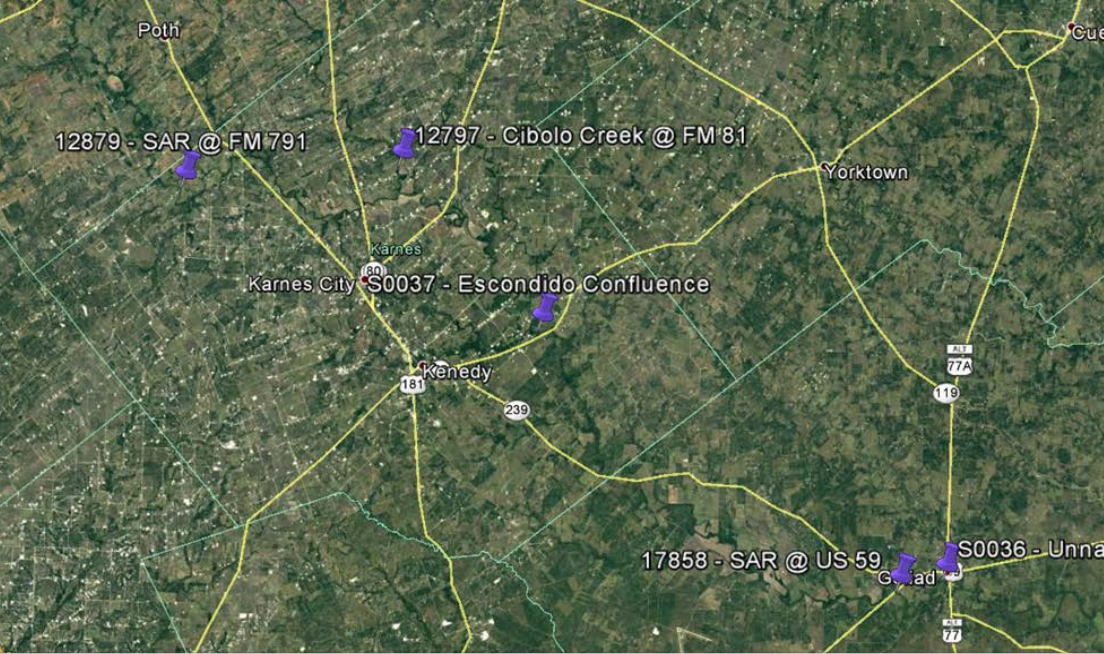 Poth
Cue
12879 - SAR @ FM 791
12797 - Cibolo Creek @ FM 81
Yorktown
Karnes
80
Karnes City
S0037 - Escondido Confluence
ALT
77A
Kenedy
181
119
239
17858 - SAR @ US 59
S0036 - Unna
ALT
77